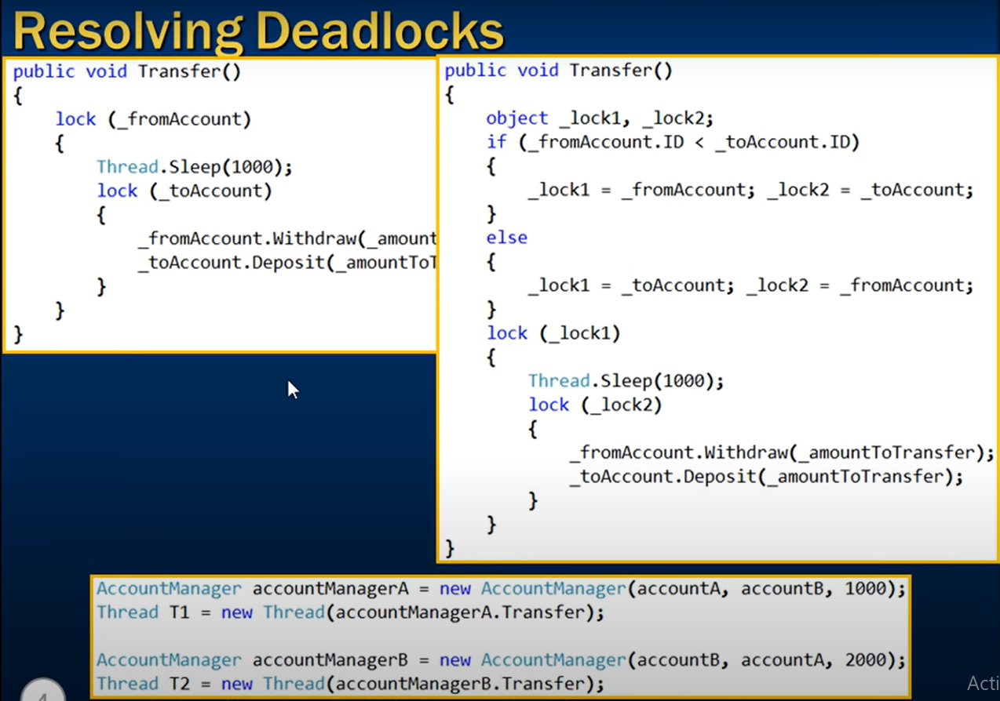 Resolving Deadlocks
public void Transfer()
{
    lock (_fromAccount)
    {
        Thread.Sleep(1000);
        lock (_toAccount)
        {
            _fromAccount.Withdraw(_amount
            _toAccount.Deposit(_amountToT
        }
    }
}
public void Transfer()
{
    object _lock1, _lock2;
    if (_fromAccount.ID < _toAccount.ID)
    {
        _lock1 = _fromAccount; _lock2 = _toAccount;
    }
    else
    {
        _lock1 = _toAccount; _lock2 = _fromAccount;
    }
    lock (_lock1)
    {
        Thread.Sleep(1000);
        lock (_lock2)
        {
            _fromAccount.Withdraw(_amountToTransfer);
            _toAccount.Deposit(_amountToTransfer);
        }
    }
}
AccountManager accountManagerA = new AccountManager(accountA, accountB, 1000);
Thread T1 = new Thread(accountManagerA.Transfer);
AccountManager accountManagerB = new AccountManager(accountB, accountA, 2000);
Thread T2 = new Thread(accountManagerB.Transfer);
Acti